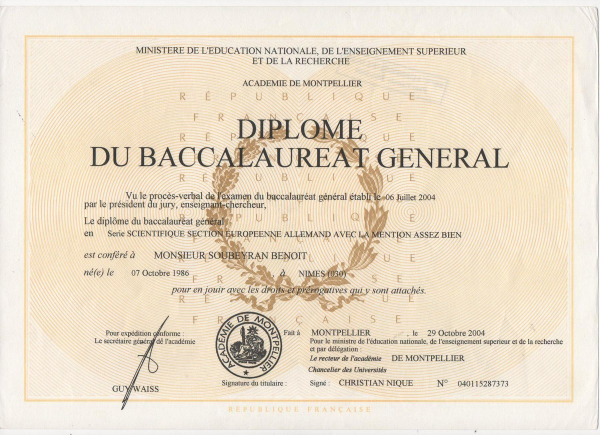 MINISTERE DE L'EDUCATION NATIONALE, DE L'ENSEIGNEMENT SUPERIEUR
ET DE LA RECHERCHE
ACADEMIE DE MONTPELLIER
RÉPUBLIQUE
FRANÇAISE
RÉPUBLIQUE
DIPLOME
DU BACCALAUREAT GENERAL
Vu le procès-verbal de l'examen du baccalauréat général établi le 06 Juillet 2004
par le président du jury, enseignant-chercheur,
Le diplôme du baccalauréat général
en Serie SCIENTIFIQUE SECTION EUROPEENNE ALLEMAND AVEC LA MENTION ASSEZ BIEN
est conféré à MONSIEUR SOUBEYRAN BENOIT
né(e) le 07 Octobre 1986 à NIMES (030)
pour en jouir avec les droits et prérogatives qui y sont attachés.
FRANÇAISE
Pour expédition conforme :
Le secrétaire général de l'académie
GUY WAISS
ACADÉMIE DE MONTPELLIER
Fait à MONTPELLIER le 29 Octobre 2004
Pour le ministre de l'éducation nationale, de l'enseignement supérieur et de la recherche
et par délégation :
Le recteur de l'académie DE MONTPELLIER
Chancelier des Universités
Signature du titulaire : Signé : CHRISTIAN NIQUE N° 040115287373
RÉPUBLIQUE FRANÇAISE